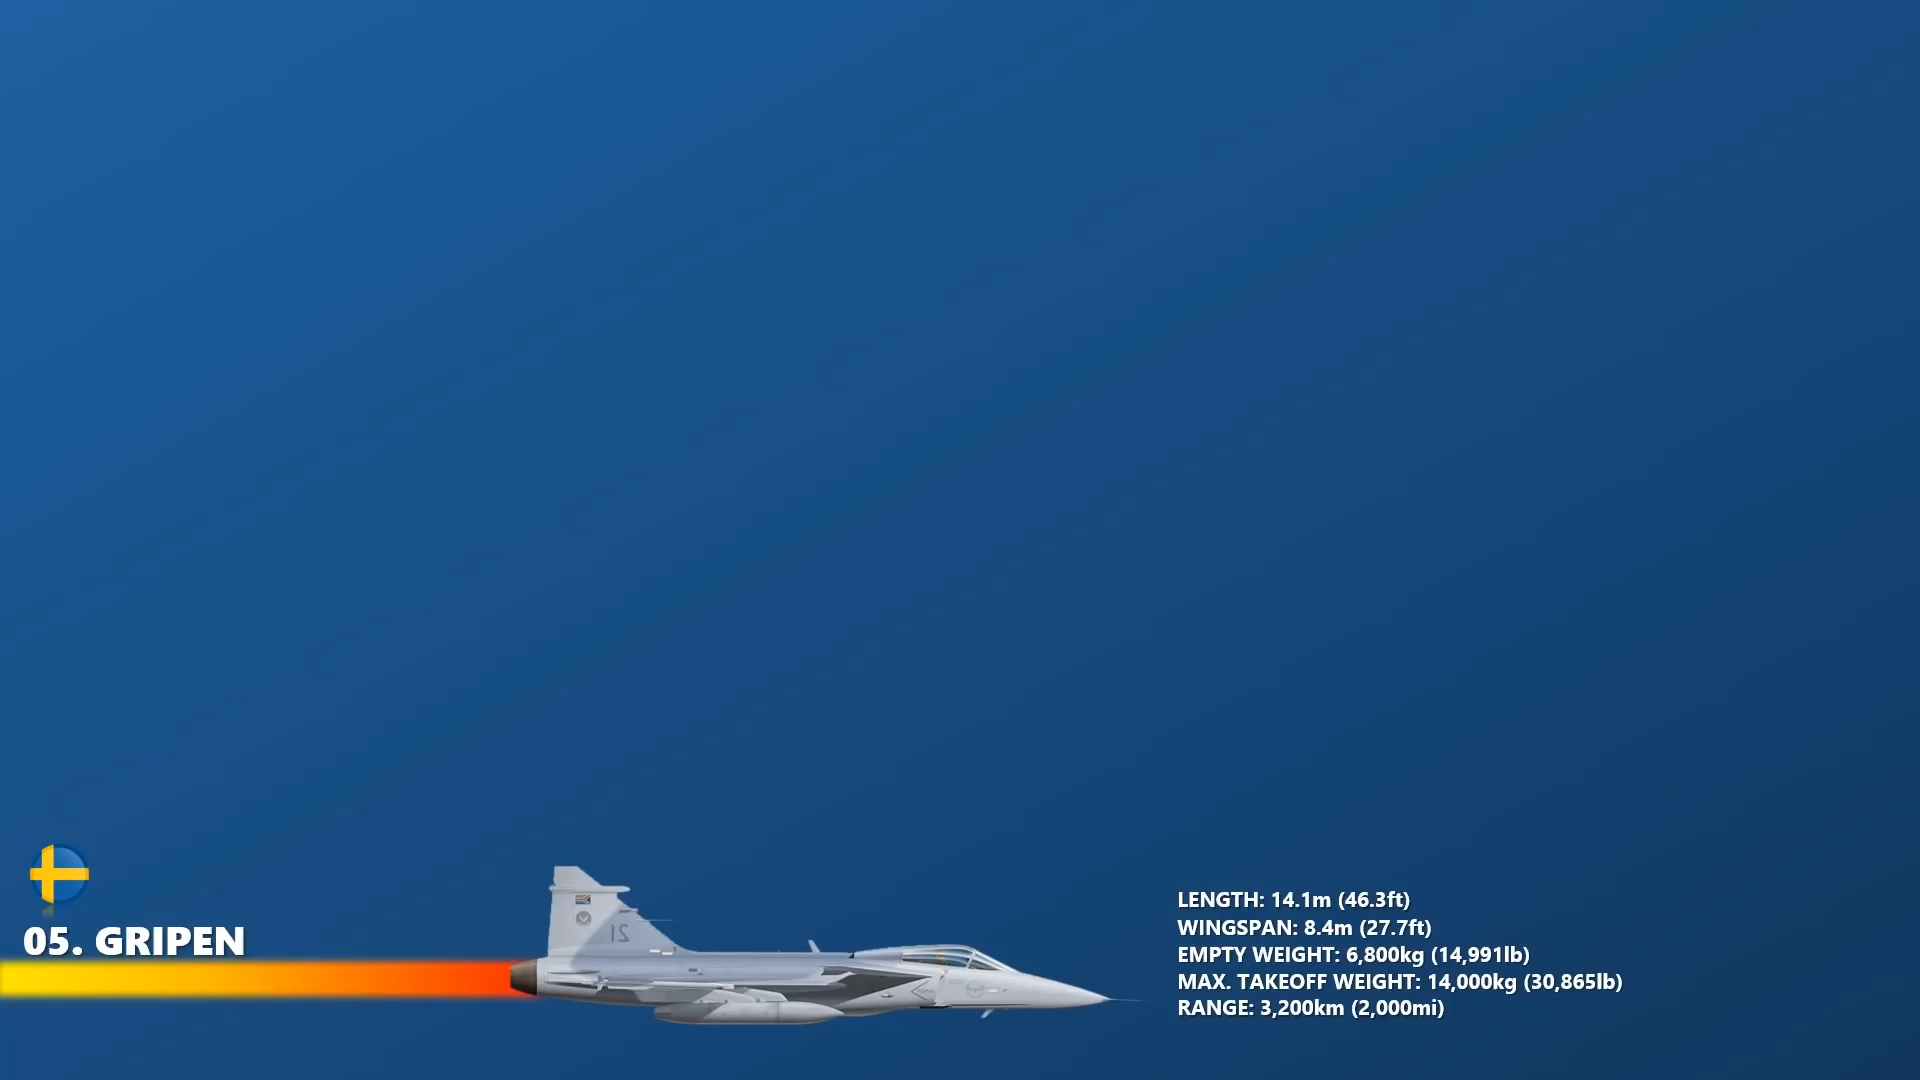 05. GRIPEN
21
LENGTH: 14.1m (46.3ft)
WINGSPAN: 8.4m (27.7ft)
EMPTY WEIGHT: 6,800kg (14,991lb)
MAX. TAKEOFF WEIGHT: 14,000kg (30,865lb)
RANGE: 3,200km (2,000mi)